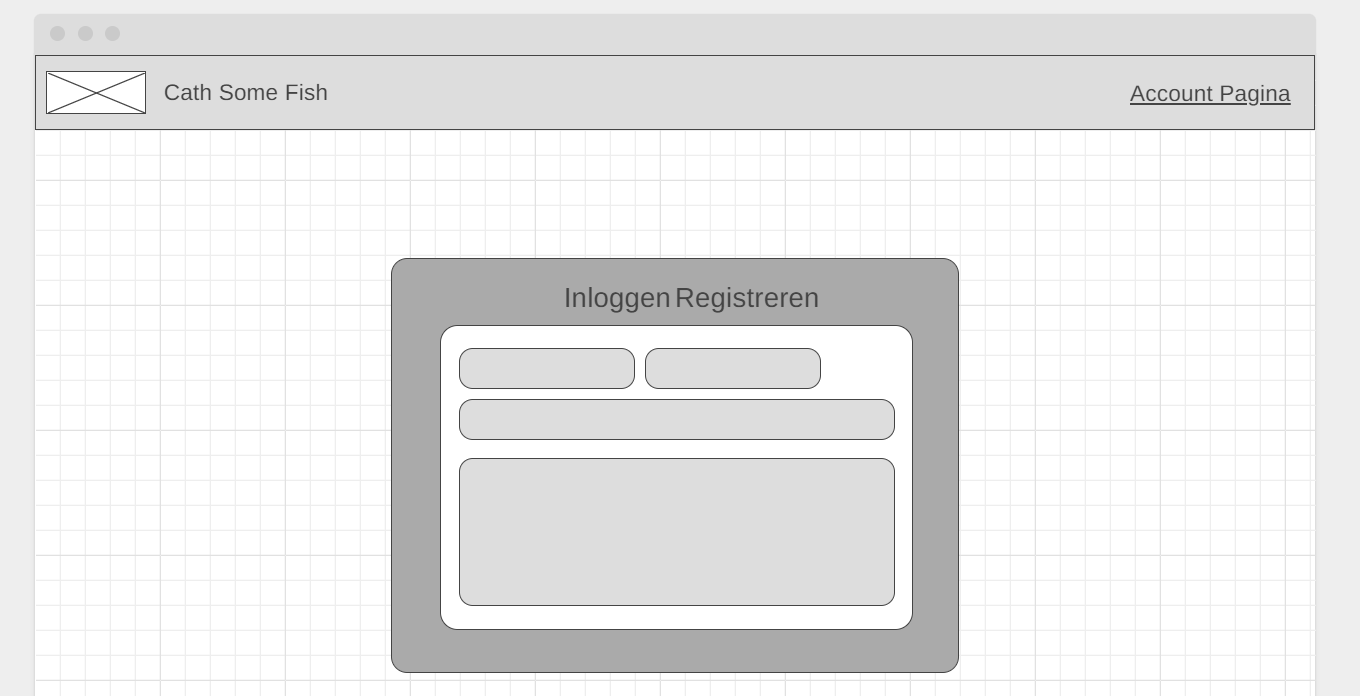 Cath Some Fish
Account Pagina
Inloggen Registreren